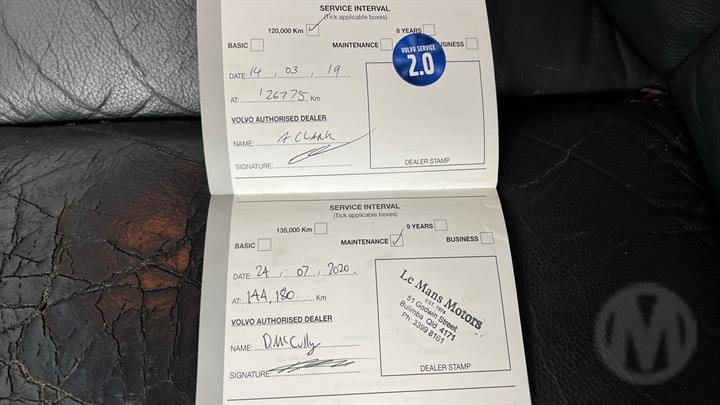 SERVICE INTERVAL
(Tick applicable boxes)
120,000 Km ✓ 8 YEARS
BASIC MAINTENANCE BUSINESS
VOLVO SERVICE
2.0
DATE: 14 , 03 , 19
AT: 126775 Km
VOLVO AUTHORISED DEALER
NAME: A CLARK
SIGNATURE:
DEALER STAMP
SERVICE INTERVAL
(Tick applicable boxes)
135,000 Km 9 YEARS
BASIC MAINTENANCE ✓ BUSINESS
DATE: 24 , 07 , 2020.
AT: 144,180 Km
VOLVO AUTHORISED DEALER
NAME: D McCully
SIGNATURE:
Le Mans Motors
EST. 1974
51 Godwin Street
Bulimba Qld 4171
Ph: 3399 8161
DEALER STAMP
M